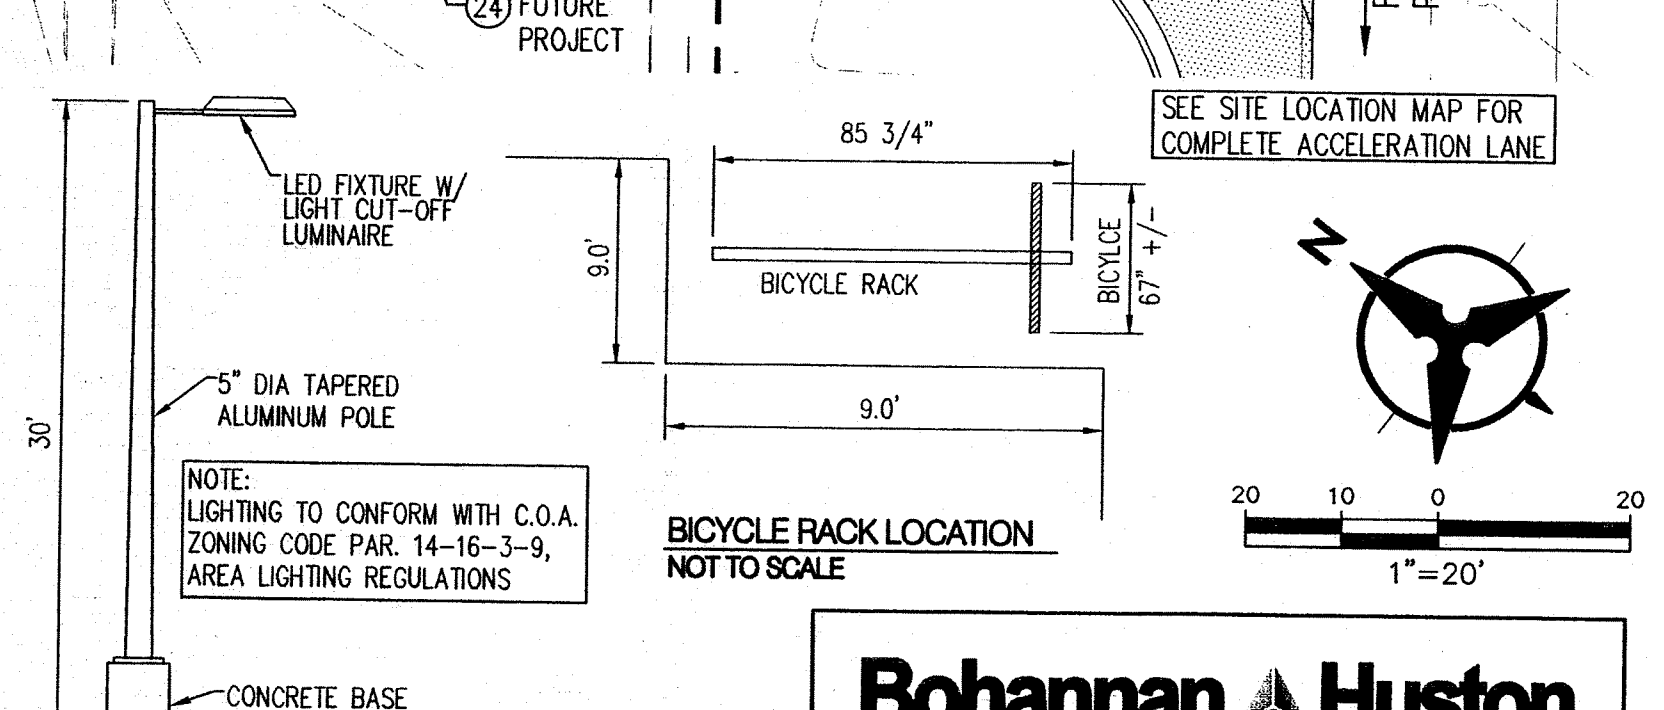 24 FUTURE
PROJECT
SEE SITE LOCATION MAP FOR
COMPLETE ACCELERATION LANE
85 3/4"
LED FIXTURE W/
LIGHT CUT-OFF
LUMINAIRE
9.0'
BICYCLE RACK
BICYLCE
67" +/-
N
30'
5" DIA TAPERED
ALUMINUM POLE
9.0'
NOTE:
LIGHTING TO CONFORM WITH C.O.A.
ZONING CODE PAR. 14-16-3-9,
AREA LIGHTING REGULATIONS
BICYCLE RACK LOCATION
NOT TO SCALE
20 10 0 20
1"=20'
CONCRETE BASE
Bohannan Huston